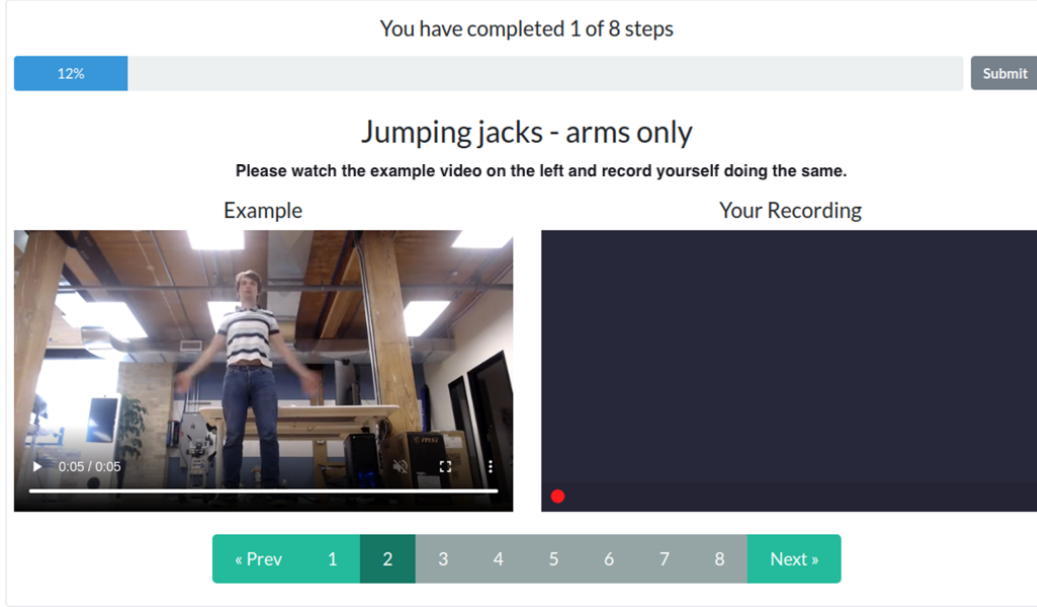 You have completed 1 of 8 steps
12%
Submit
Jumping jacks - arms only
Please watch the example video on the left and record yourself doing the same.
Example
Your Recording
msi
0:05 / 0:05
« Prev 1 2 3 4 5 6 7 8 Next »